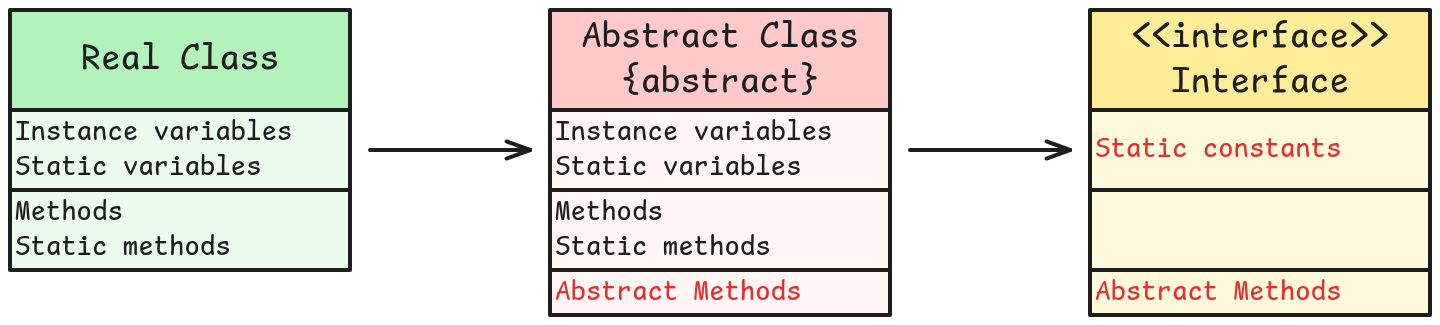 Real Class
Instance variables
Static variables
Methods
Static methods
Abstract Class
{abstract}
Instance variables
Static variables
Methods
Static methods
Abstract Methods
<<interface>>
Interface
Static constants
Abstract Methods